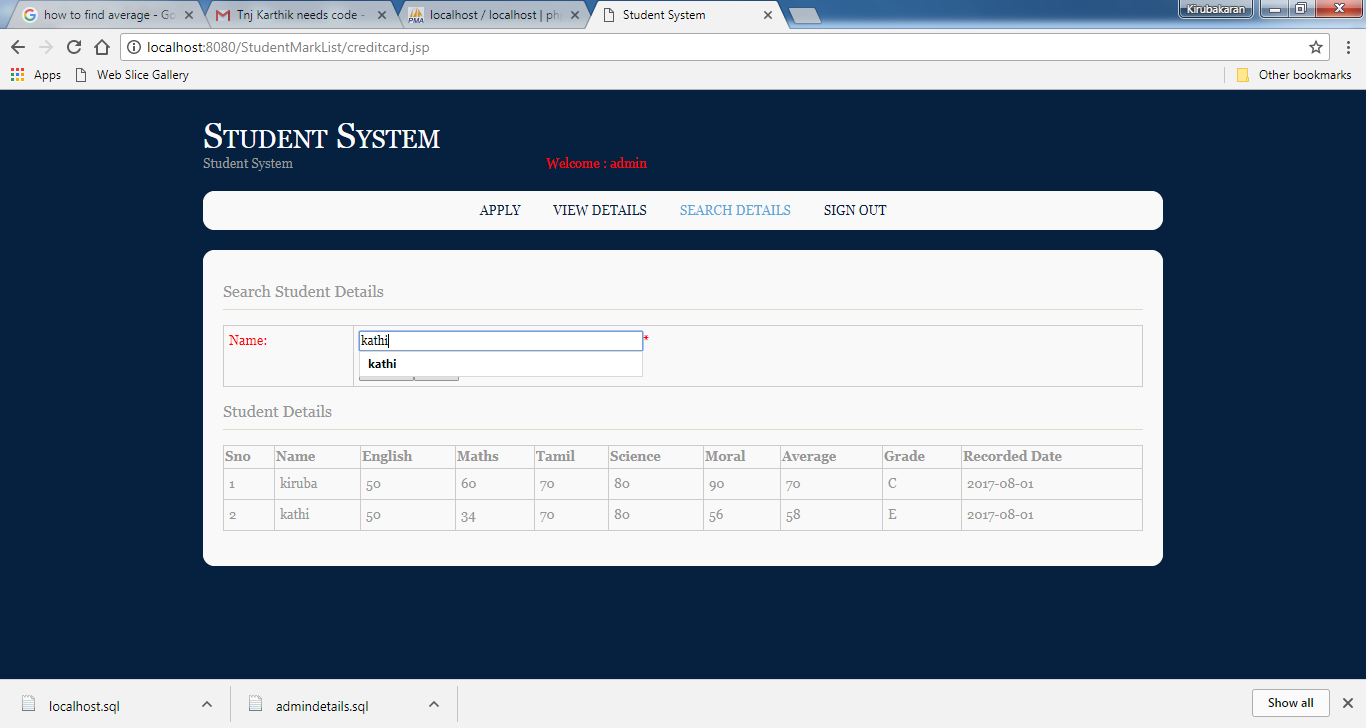 how to find average - Go
Tnj Karthik needs code -
localhost / localhost | ph
Student System
Kirubakaran
localhost:8080/StudentMarkList/creditcard.jsp
Apps Web Slice Gallery Other bookmarks
Student System
Student System Welcome : admin
APPLY VIEW DETAILS SEARCH DETAILS SIGN OUT
Search Student Details
Name: kathi *
kathi
Student Details
Sno Name English Maths Tamil Science Moral Average Grade Recorded Date
1 kiruba 50 60 70 80 90 70 C 2017-08-01
2 kathi 50 34 70 80 56 58 E 2017-08-01
localhost.sql admindetails.sql Show all